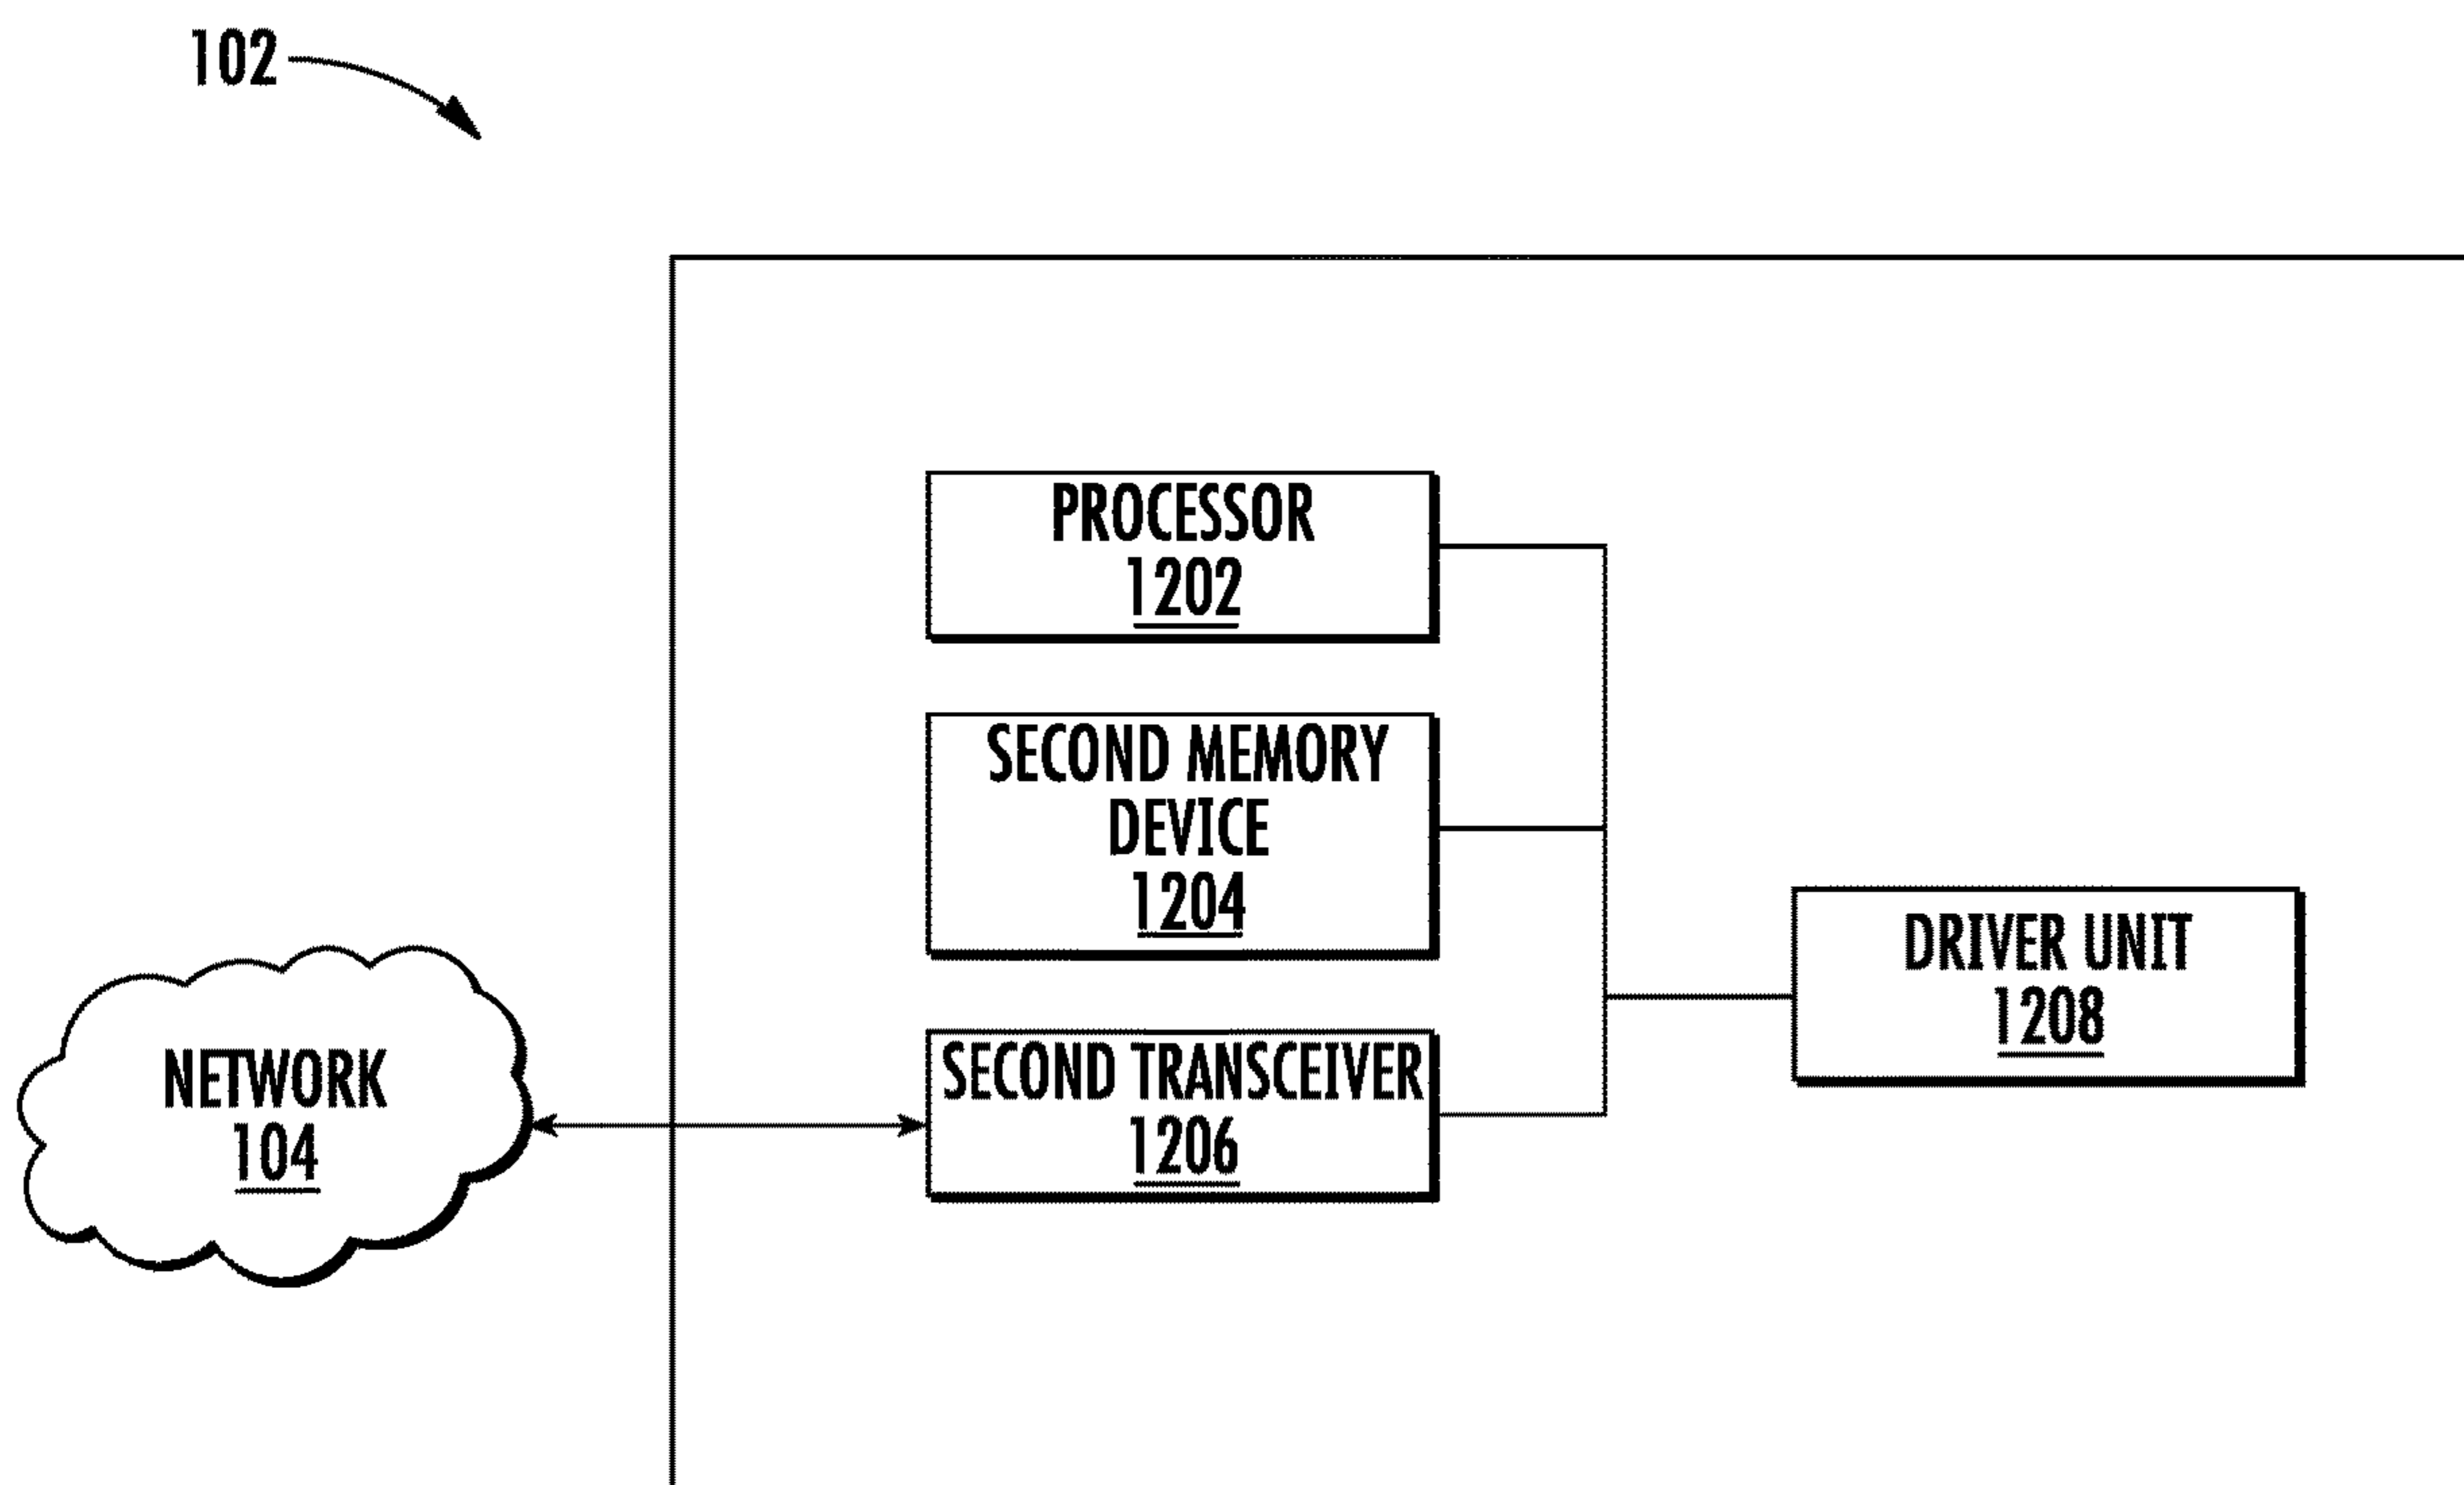 102
PROCESSOR
1202
SECOND MEMORY
DEVICE
1204
DRIVER UNIT
1208
SECOND TRANSCEIVER
1206
NETWORK
104